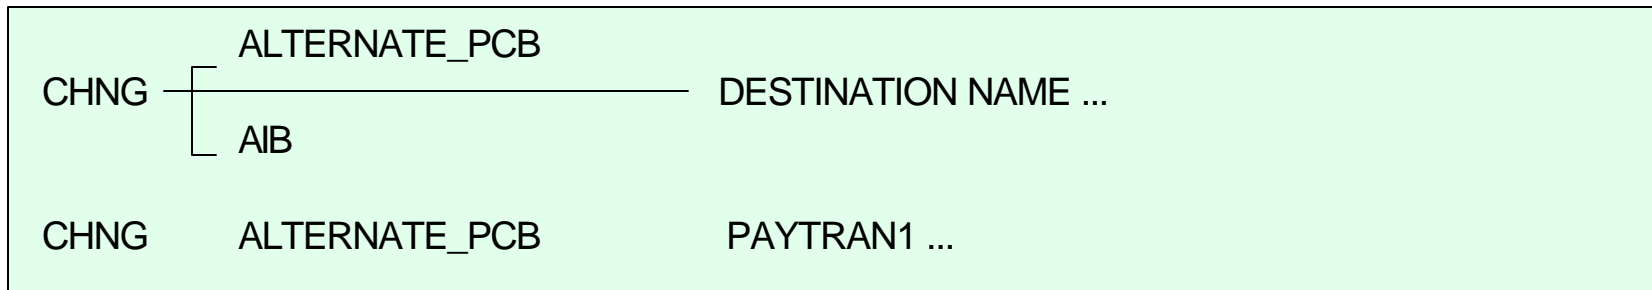 ALTERNATE_PCB
CHNG DESTINATION NAME ...
AIB
CHNG ALTERNATE_PCB PAYTRAN1 ...